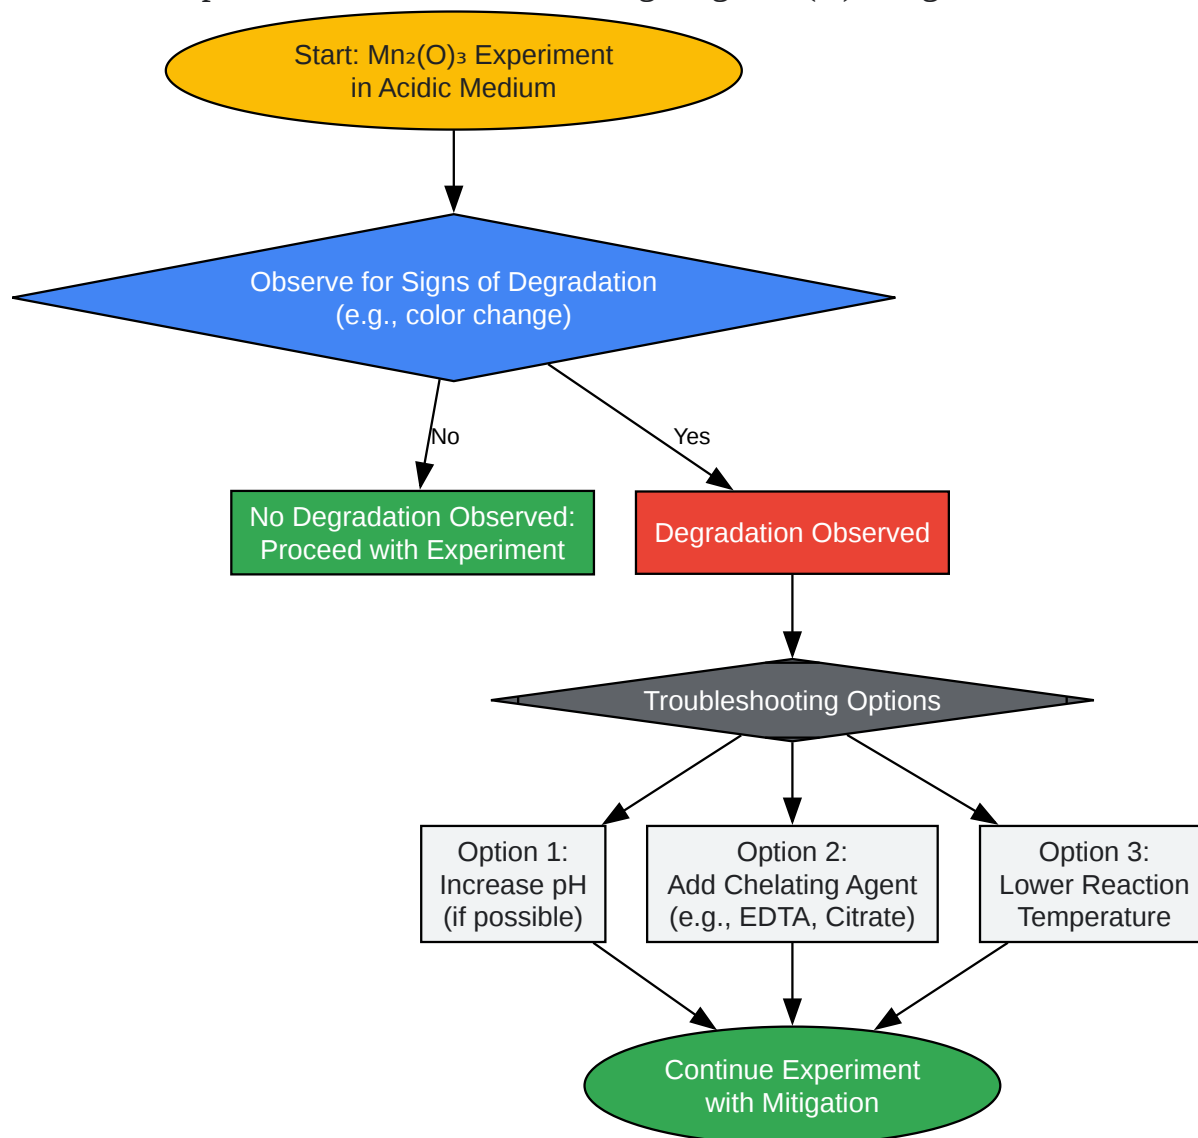 Start: Mn₂(O)₃ Experiment
in Acidic Medium
Observe for Signs of Degradation
(e.g., color change)
No
Yes
No Degradation Observed:
Proceed with Experiment
Degradation Observed
Troubleshooting Options
Option 1:
Increase pH
(if possible)
Option 2:
Add Chelating Agent
(e.g., EDTA, Citrate)
Option 3:
Lower Reaction
Temperature
Continue Experiment
with Mitigation